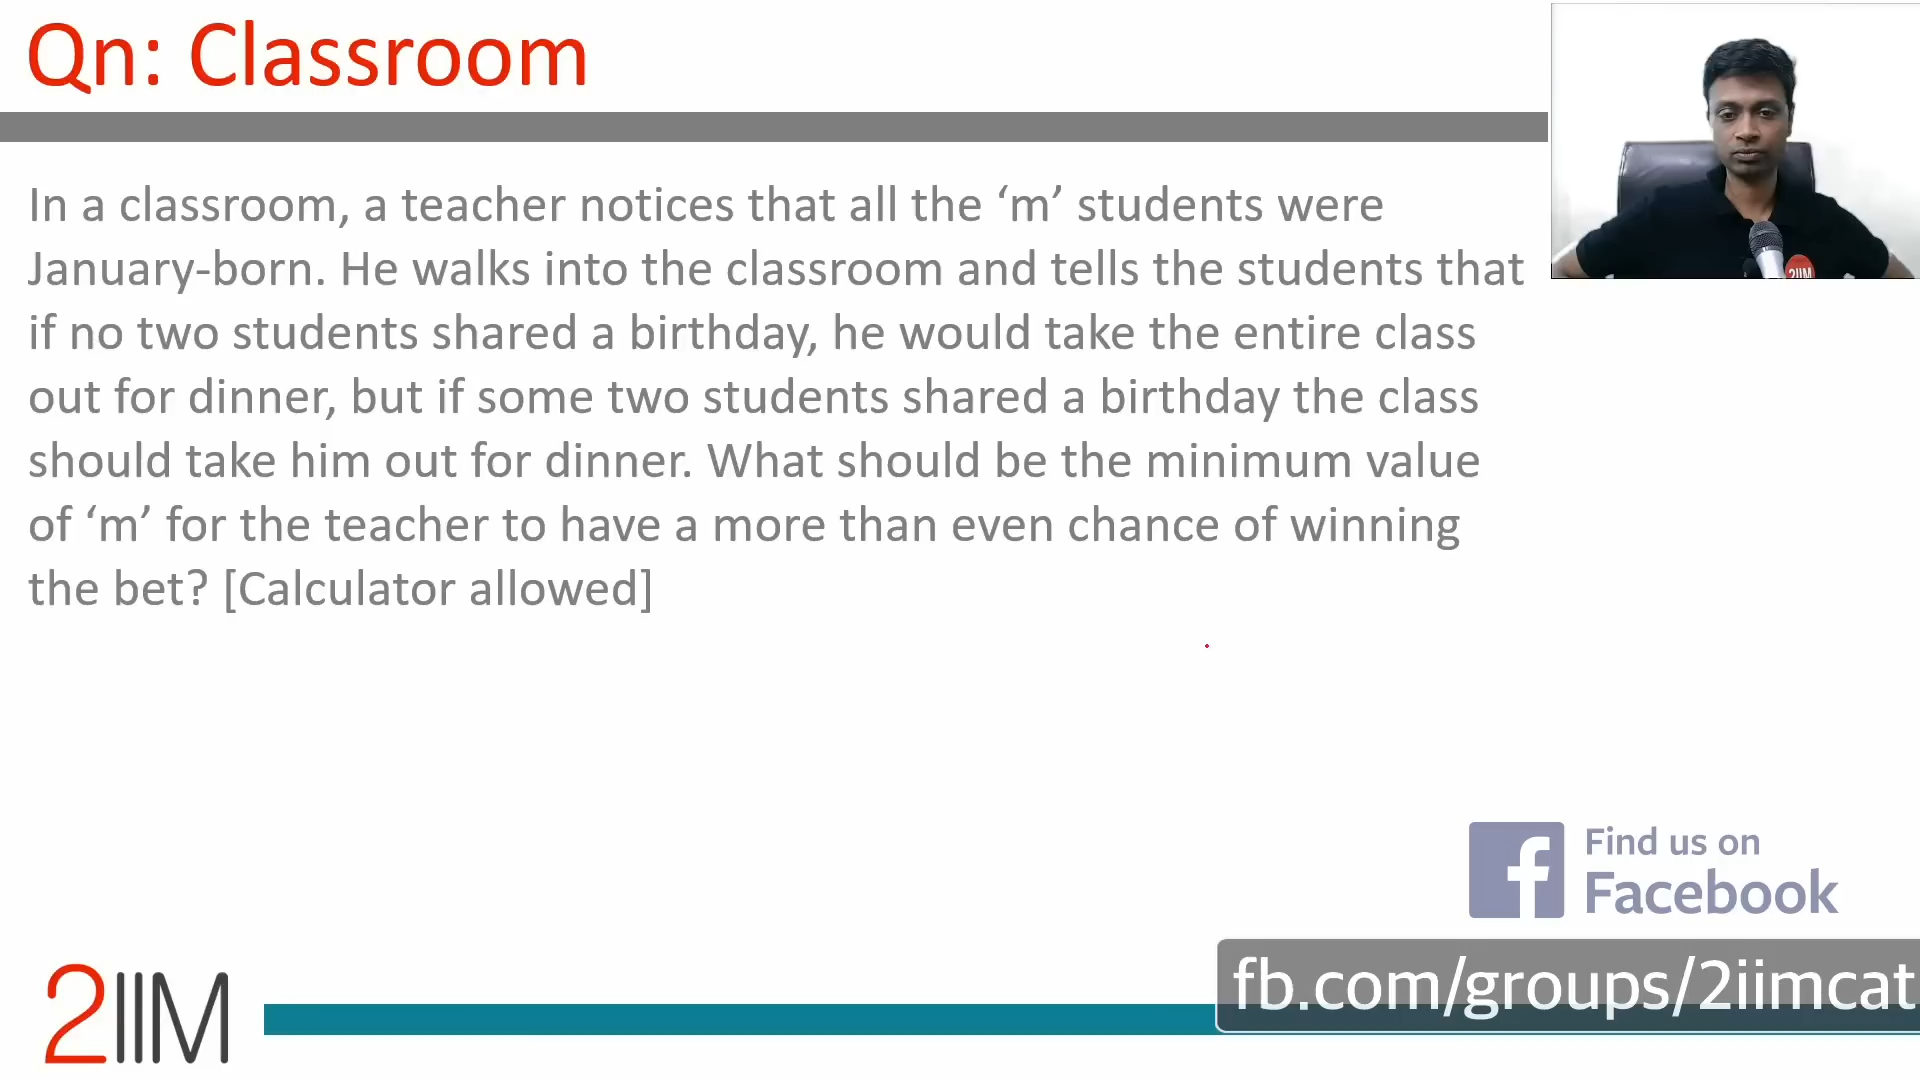 Qn: Classroom
In a classroom, a teacher notices that all the ‘m’ students were
January-born. He walks into the classroom and tells the students that
if no two students shared a birthday, he would take the entire class
out for dinner, but if some two students shared a birthday the class
should take him out for dinner. What should be the minimum value
of ‘m’ for the teacher to have a more than even chance of winning
the bet? [Calculator allowed]
2IIM
f Find us on
Facebook
fb.com/groups/2iimcat
2IIM